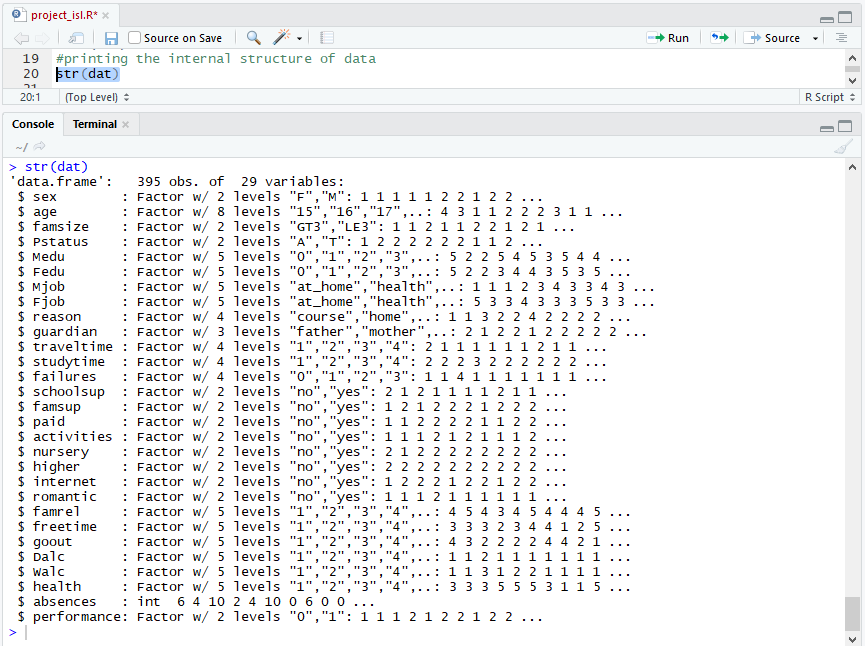 project_isl.R* ×
Source on Save Run Source
19 #printing the internal structure of data
20 str(dat)
21
20:1 (Top Level) R Script
Console Terminal ×
~/
> str(dat)
'data.frame': 395 obs. of 29 variables:
$ sex : Factor w/ 2 levels "F","M": 1 1 1 1 1 2 2 1 2 2 ...
$ age : Factor w/ 8 levels "15","16","17",..: 4 3 1 1 2 2 2 3 1 1 ...
$ famsize : Factor w/ 2 levels "GT3","LE3": 1 1 2 1 1 2 2 1 2 1 ...
$ Pstatus : Factor w/ 2 levels "A","T": 1 2 2 2 2 2 2 1 1 2 ...
$ Medu : Factor w/ 5 levels "0","1","2","3",..: 5 2 2 5 4 5 3 5 4 4 ...
$ Fedu : Factor w/ 5 levels "0","1","2","3",..: 5 2 2 3 4 4 3 5 3 5 ...
$ Mjob : Factor w/ 5 levels "at_home","health",..: 1 1 1 2 3 4 3 3 4 3 ...
$ Fjob : Factor w/ 5 levels "at_home","health",..: 5 3 3 4 3 3 3 5 3 3 ...
$ reason : Factor w/ 4 levels "course","home",..: 1 1 3 2 2 4 2 2 2 2 ...
$ guardian : Factor w/ 3 levels "father","mother",..: 2 1 2 2 1 2 2 2 2 2 ...
$ traveltime : Factor w/ 4 levels "1","2","3","4": 2 1 1 1 1 1 1 2 1 1 ...
$ studytime : Factor w/ 4 levels "1","2","3","4": 2 2 2 3 2 2 2 2 2 2 ...
$ failures : Factor w/ 4 levels "0","1","2","3": 1 1 4 1 1 1 1 1 1 1 ...
$ schoolsup : Factor w/ 2 levels "no","yes": 2 1 2 1 1 1 1 2 1 1 ...
$ famsup : Factor w/ 2 levels "no","yes": 1 2 1 2 2 2 1 2 2 2 ...
$ paid : Factor w/ 2 levels "no","yes": 1 1 2 2 2 2 1 1 2 2 ...
$ activities : Factor w/ 2 levels "no","yes": 1 1 1 2 1 2 1 1 1 2 ...
$ nursery : Factor w/ 2 levels "no","yes": 2 1 2 2 2 2 2 2 2 2 ...
$ higher : Factor w/ 2 levels "no","yes": 2 2 2 2 2 2 2 2 2 2 ...
$ internet : Factor w/ 2 levels "no","yes": 1 2 2 2 1 2 2 1 2 2 ...
$ romantic : Factor w/ 2 levels "no","yes": 1 1 1 2 1 1 1 1 1 1 ...
$ famrel : Factor w/ 5 levels "1","2","3","4",..: 4 5 4 3 4 5 4 4 4 5 ...
$ freetime : Factor w/ 5 levels "1","2","3","4",..: 3 3 3 2 3 4 4 1 2 5 ...
$ goout : Factor w/ 5 levels "1","2","3","4",..: 4 3 2 2 2 2 4 4 2 1 ...
$ Dalc : Factor w/ 5 levels "1","2","3","4",..: 1 1 2 1 1 1 1 1 1 1 ...
$ Walc : Factor w/ 5 levels "1","2","3","4",..: 1 1 3 1 2 2 1 1 1 1 ...
$ health : Factor w/ 5 levels "1","2","3","4",..: 3 3 3 5 5 5 3 1 1 5 ...
$ absences : int 6 4 10 2 4 10 0 6 0 0 ...
$ performance: Factor w/ 2 levels "0","1": 1 1 1 2 1 2 2 1 2 2 ...
>